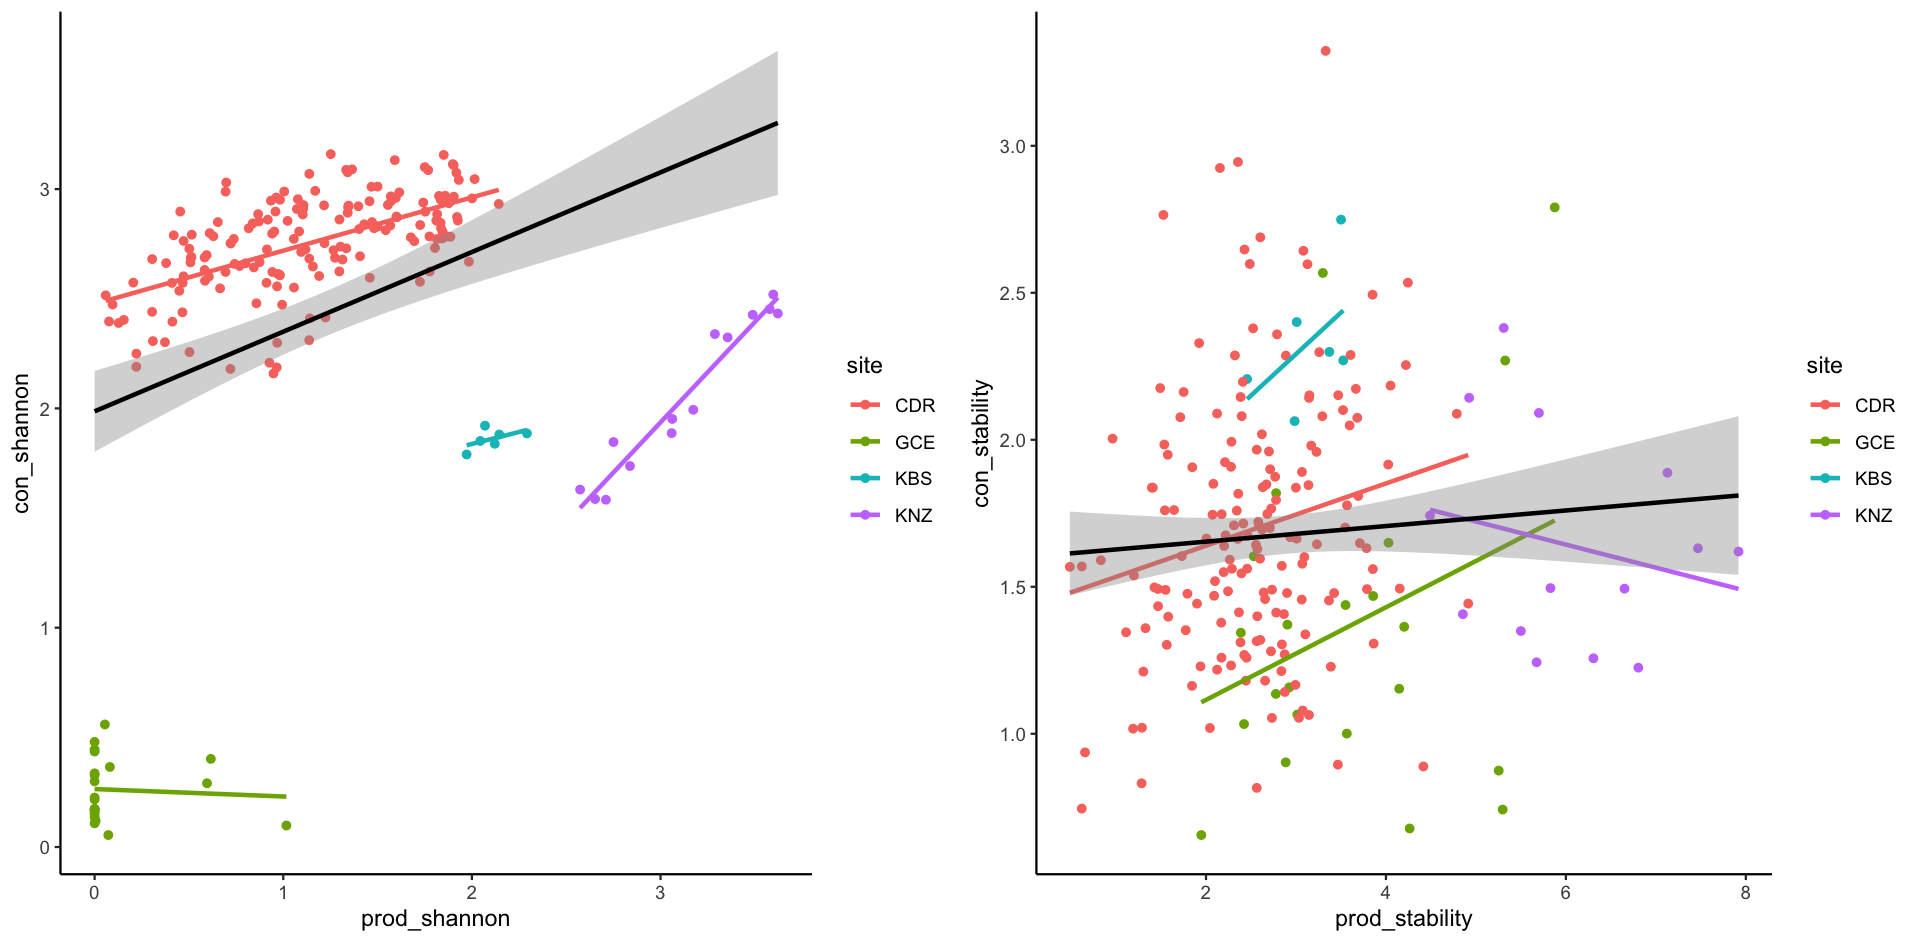 con_shannon
3
2
1
0
0 1 2 3
prod_shannon
site
CDR
GCE
KBS
KNZ
con_stability
3.0
2.5
2.0
1.5
1.0
2 4 6 8
prod_stability
site
CDR
GCE
KBS
KNZ